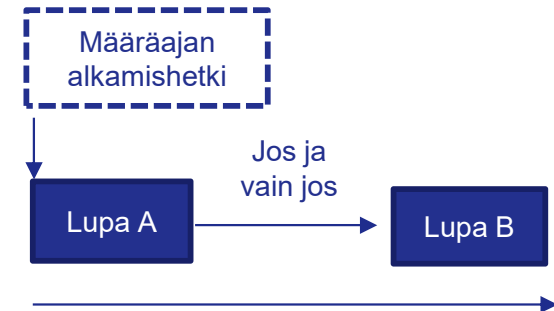 Määräajan
alkamishetki
Jos ja
vain jos
Lupa A
Lupa B